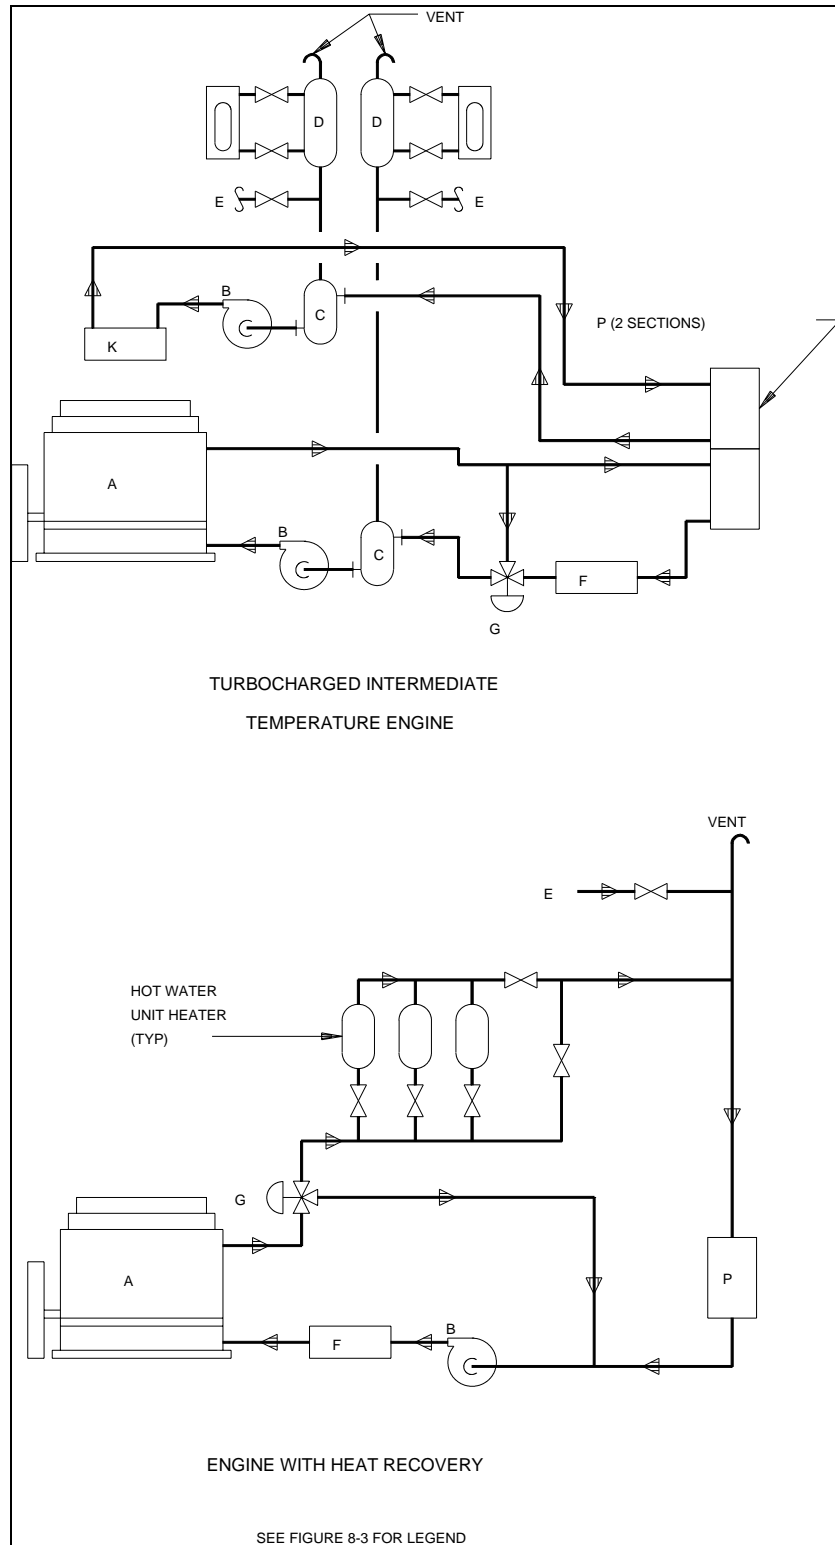 VENT
D
D
E
E
B
C
P (2 SECTIONS)
K
A
B
C
F
G
TURBOCHARGED INTERMEDIATE
TEMPERATURE ENGINE
VENT
E
HOT WATER
UNIT HEATER
(TYP)
G
A
P
B
F
ENGINE WITH HEAT RECOVERY
SEE FIGURE 8-3 FOR LEGEND